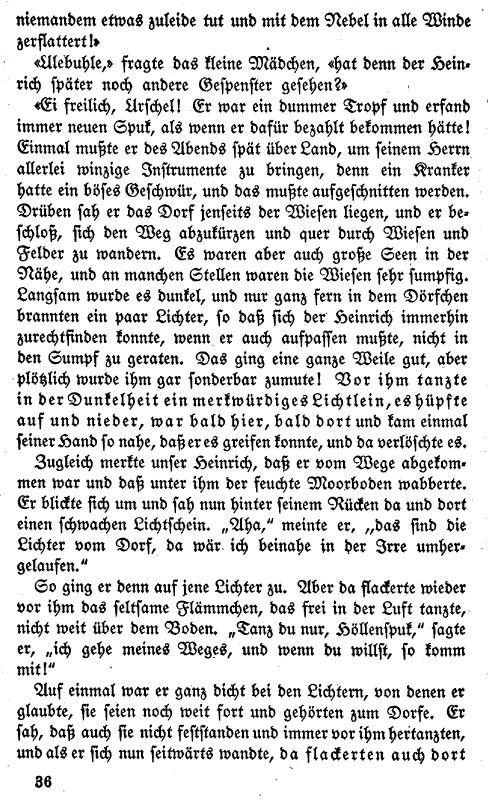 niemandem etwas zuleide tut und mit dem Nebel in alle Winde
zerflattert!»
«Ulebuhle,» fragte das kleine Mädchen, «hat denn der Hein-
rich später noch andere Gespenster gesehen?»
«Ei freilich, Urschel! Er war ein dummer Tropf und erfand
immer neuen Spuk, als wenn er dafür bezahlt bekommen hätte!
Einmal mußte er des Abends spät über Land, um seinem Herrn
allerlei winzige Instrumente zu bringen, denn ein Kranker
hatte ein böses Geschwür, und das mußte aufgeschnitten werden.
Drüben sah er das Dorf jenseits der Wiesen liegen, und er be-
schloß, sich den Weg abzukürzen und quer durch Wiesen und
Felder zu wandern. Es waren aber auch große Seen in der
Nähe, und an manchen Stellen waren die Wiesen sehr sumpfig.
Langsam wurde es dunkel, und nur ganz fern in dem Dörfchen
brannten ein paar Lichter, so daß sich der Heinrich immerhin
zurechtfinden konnte, wenn er auch aufpassen mußte, nicht in
den Sumpf zu geraten. Das ging eine ganze Weile gut, aber
plötzlich wurde ihm gar sonderbar zumute! Vor ihm tanzte
in der Dunkelheit ein merkwürdiges Lichtlein, es hüpfte
auf und nieder, war bald hier, bald dort und kam einmal
seiner Hand so nahe, daß er es greifen konnte, und da verlöschte es.
Zugleich merkte unser Heinrich, daß er vom Wege abgekom-
men war und daß unter ihm der feuchte Moorboden wabberte.
Er blickte sich um und sah nun hinter seinem Rücken da und dort
einen schwachen Lichtschein. „Aha,“ meinte er, „das sind die
Lichter vom Dorf, da wär ich beinahe in der Irre umher-
gelaufen.“
So ging er denn auf jene Lichter zu. Aber da flackerte wieder
vor ihm das seltsame Flämmchen, das frei in der Luft tanzte,
nicht weit über dem Boden. „Tanz du nur, Höllenspuk,“ sagte
er, „ich gehe meines Weges, und wenn du willst, so komm
mit!“
Auf einmal war er ganz dicht bei den Lichtern, von denen er
glaubte, sie seien noch weit fort und gehörten zum Dorfe. Er
sah, daß auch sie nicht feststanden und immer vor ihm hertanzten,
und als er sich nun seitwärts wandte, da flackerten auch dort
36